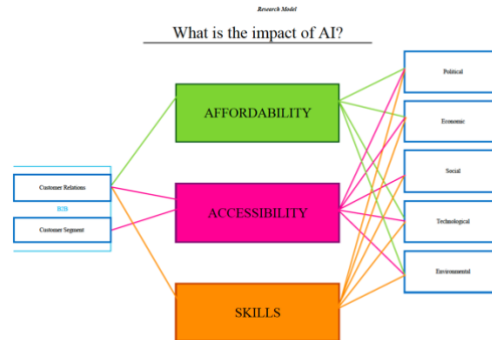 Research Model
What is the impact of AI?
AFFORDABILITY
ACCESSIBILITY
SKILLS
Customer Relations
B2B
Customer Segment
Political
Economic
Social
Technological
Environmental